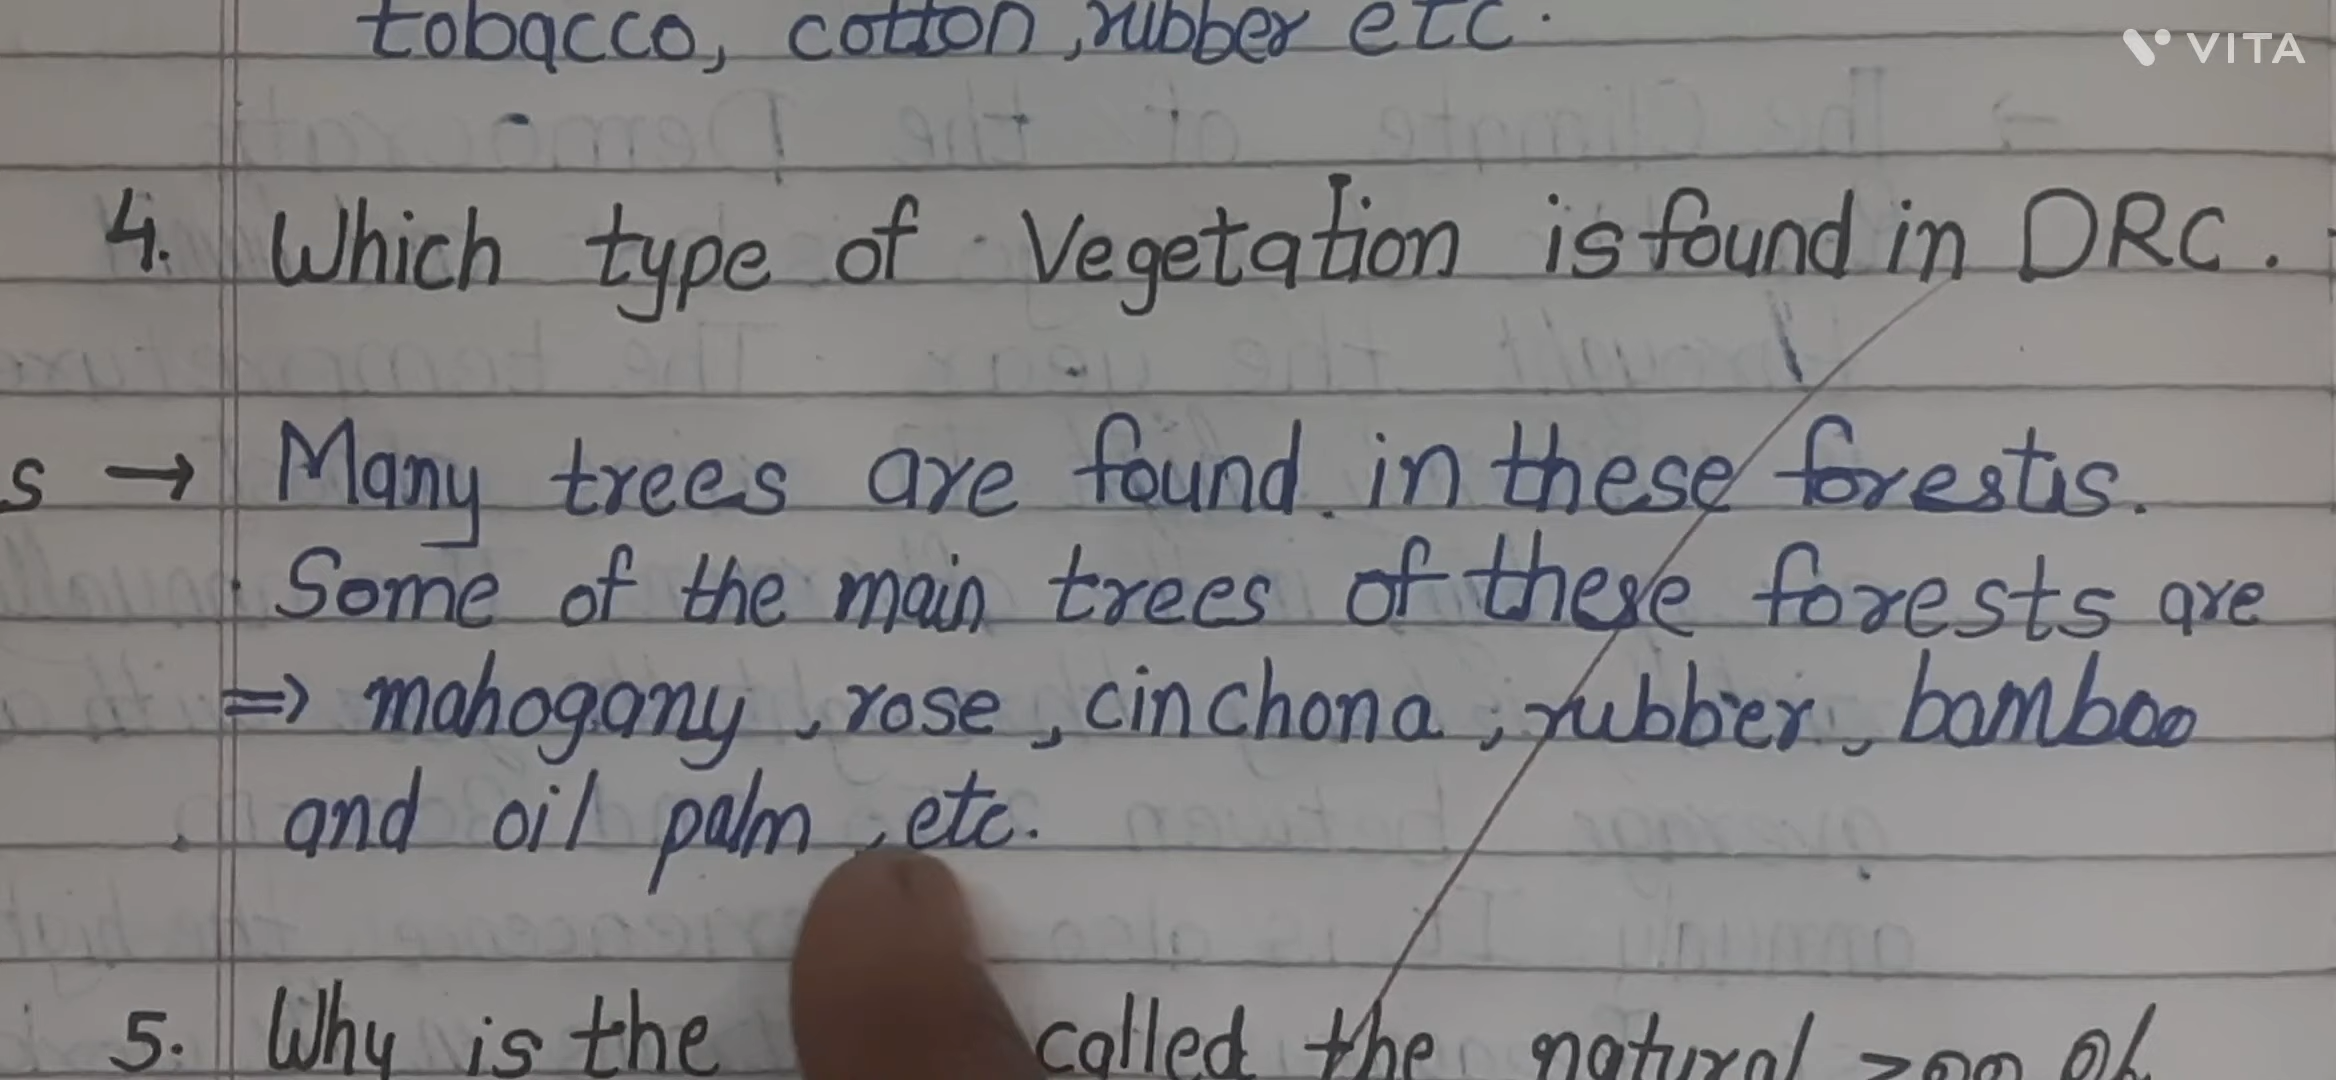 tobacco, cotton, rubber etc.
VITA
4. Which type of Vegetation is found in DRC.
s → Many trees are found in these forests.
Some of the main trees of these forests are
⇒ mahogany, rose, cinchona, rubber, bamboo
and oil palm, etc.
5. Why is the called the natural zoo of